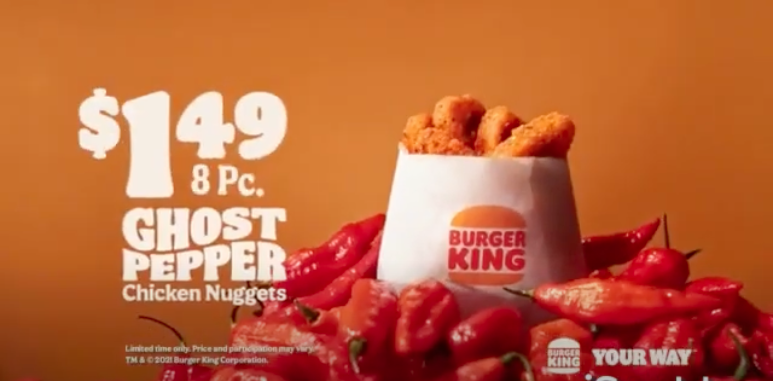 $1 49
8 Pc.
GHOST
PEPPER
Chicken Nuggets
BURGER
KING
Limited time only. Price and participation may vary.
TM & © 2021 Burger King Corporation.
BURGER
KING
YOUR WAY